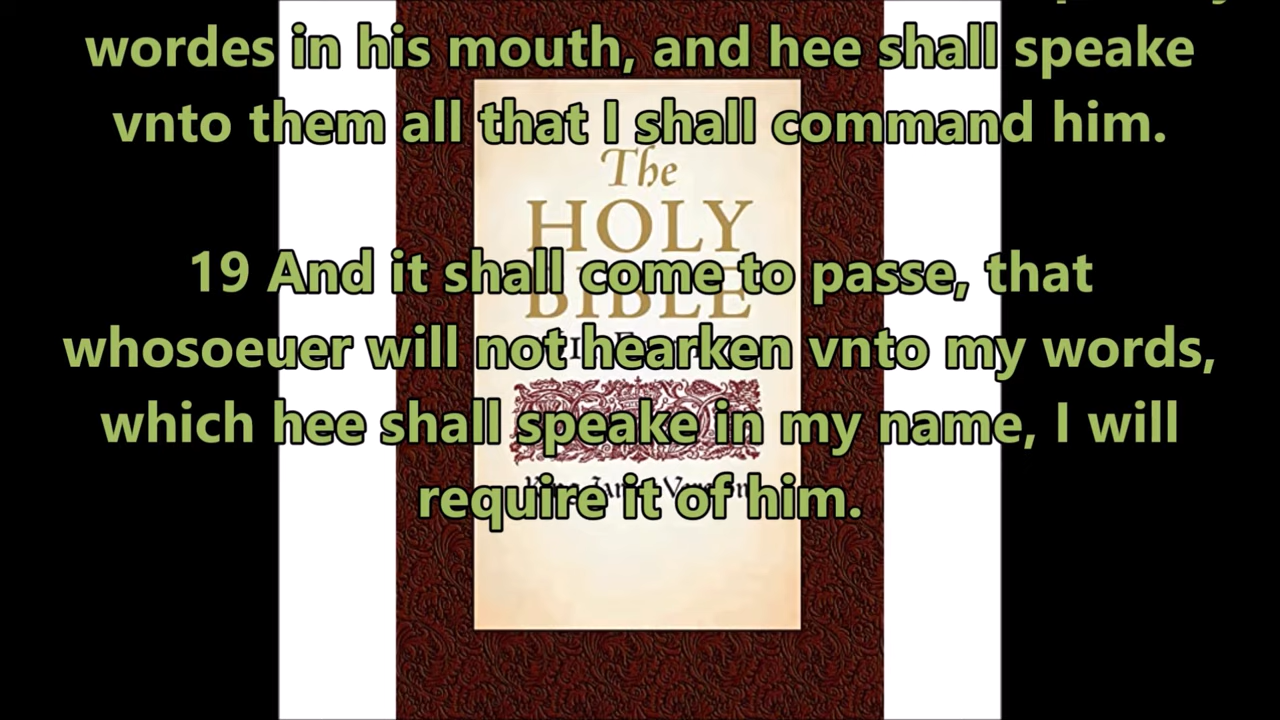 wordes in his mouth, and hee shall speake
vnto them all that I shall command him.
The
HOLY
BIBLE
19 And it shall come to passe, that
whosoeuer will not hearken vnto my words,
which hee shall speake in my name, I will
require it of him.